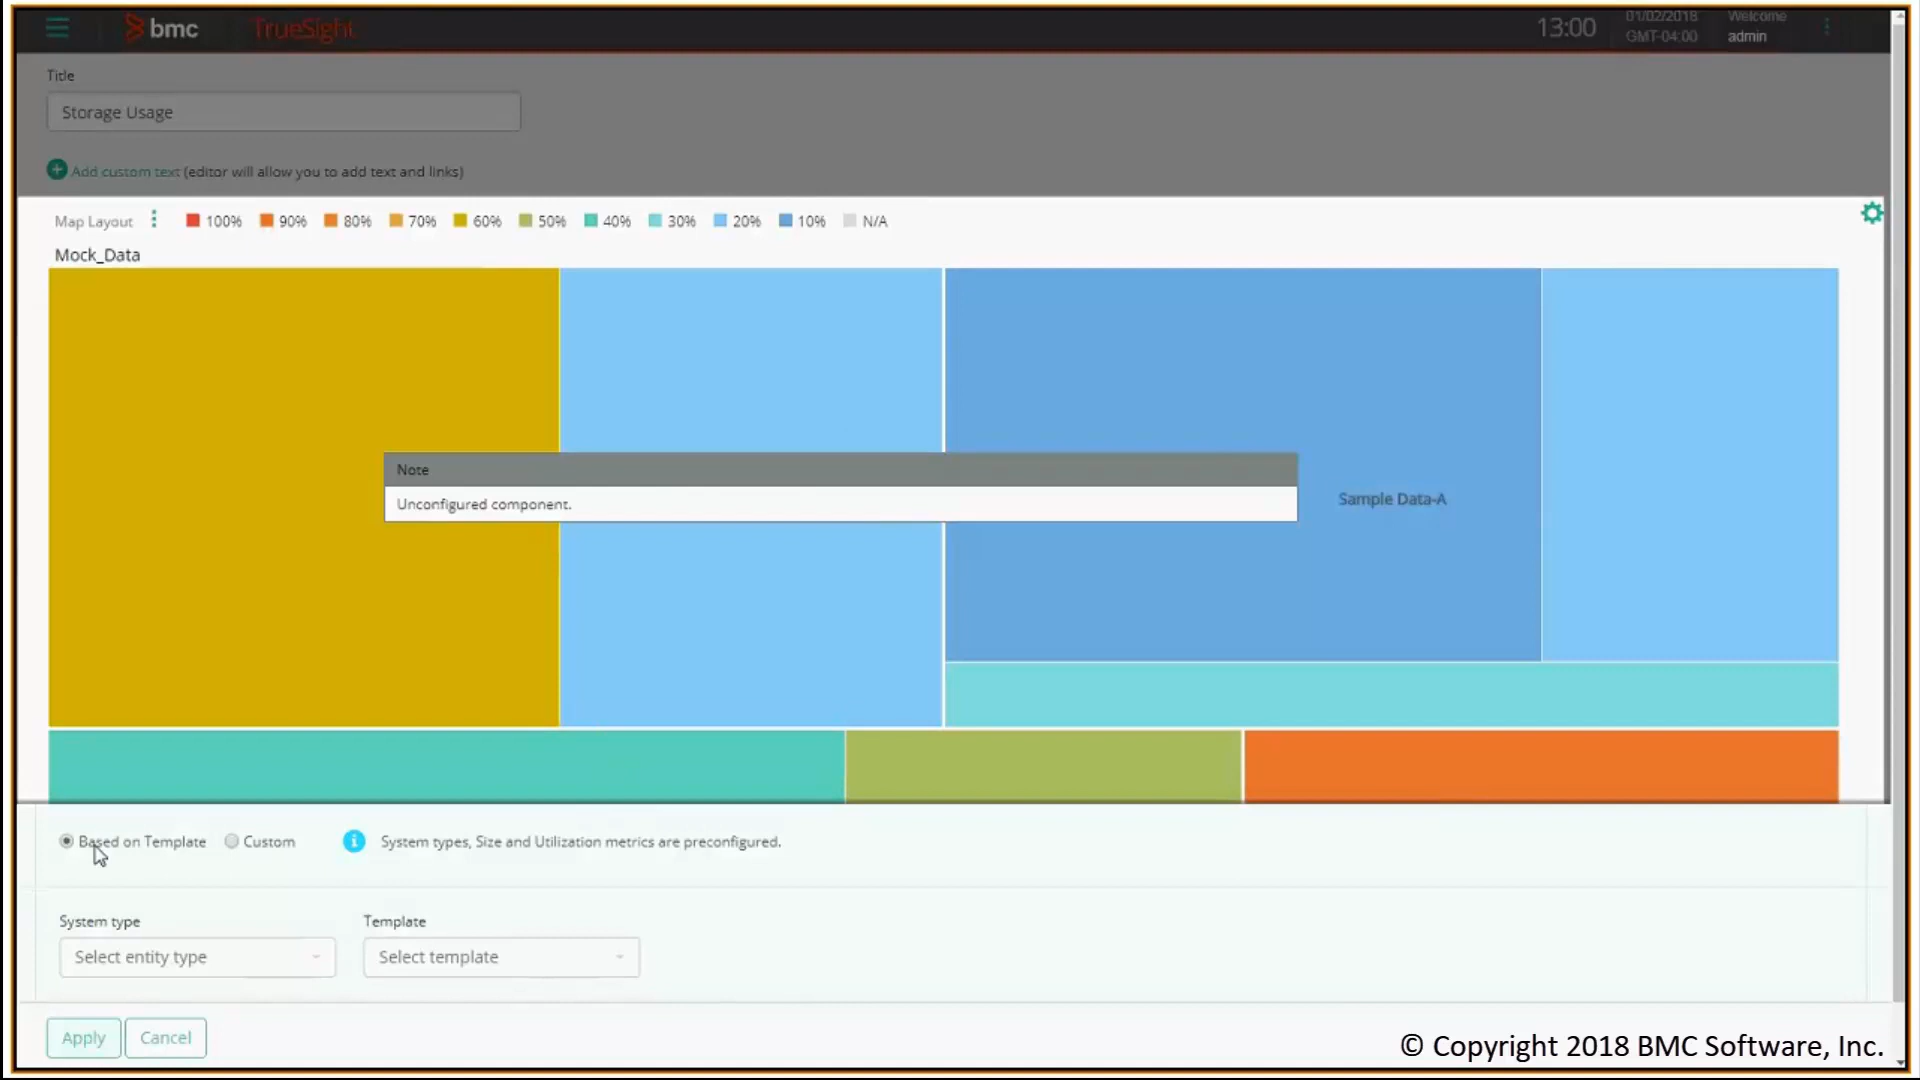 bmc TrueSight 13:00 01/02/2018 Welcome
GMT-04:00 admin
Title
Storage Usage
Add custom text (editor will allow you to add text and links)
Map Layout 100% 90% 80% 70% 60% 50% 40% 30% 20% 10% N/A
Mock_Data
Note
Unconfigured component.
Sample Data-A
Based on Template Custom System types, Size and Utilization metrics are preconfigured.
System type Template
Select entity type Select template
Apply Cancel
© Copyright 2018 BMC Software, Inc.